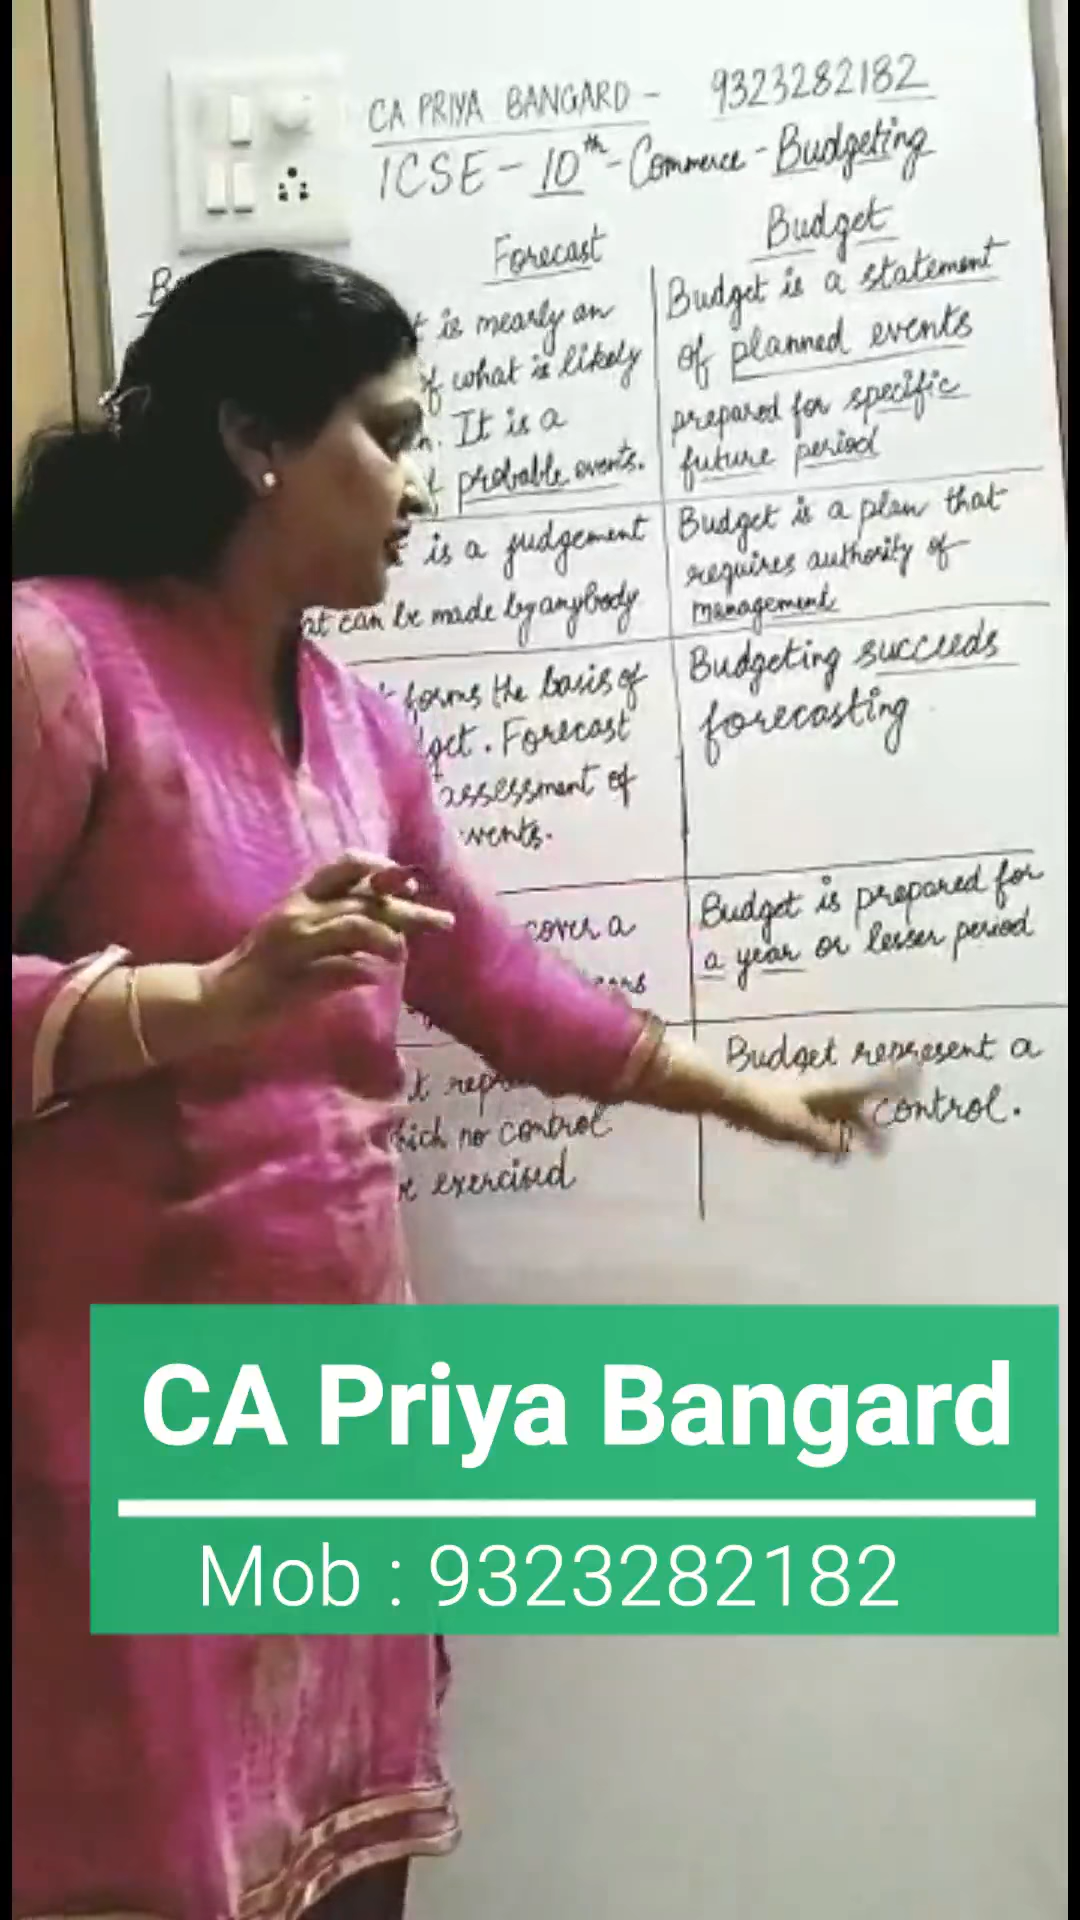 CA PRIYA BANGARD - 9323282182
ICSE - 10th - Commerce - Budgeting
Forecast
is mearly an
what is likely
It is a
probable events.
is a judgement
can be made by anybody
forms the basis of
Forecast
assessment of
cover a
no control
exercised
Budget
Budget is a statement
of planned events
prepared for specific
future period
Budget is a plan that
requires authority of
management
Budgeting succeeds
forecasting
Budget is prepared for
a year or lesser period
Budget represent a
control.
CA Priya Bangard
Mob : 9323282182